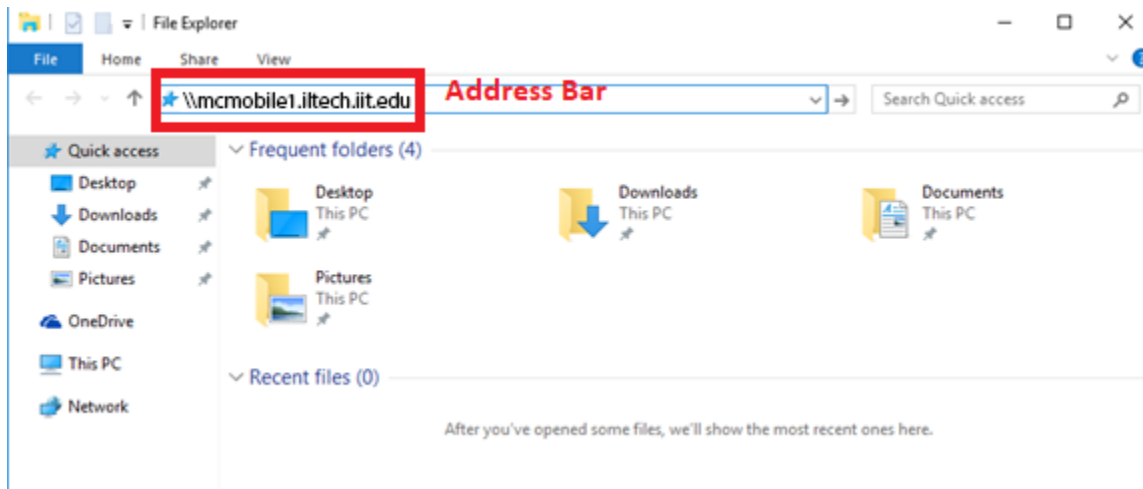 File Explorer
File Home Share View
\\mcmobile1.iltech.iit.edu Address Bar Search Quick access
Quick access
Desktop
Downloads
Documents
Pictures
OneDrive
This PC
Network
Frequent folders (4)
Desktop
This PC
Downloads
This PC
Documents
This PC
Pictures
This PC
Recent files (0)
After you've opened some files, we'll show the most recent ones here.